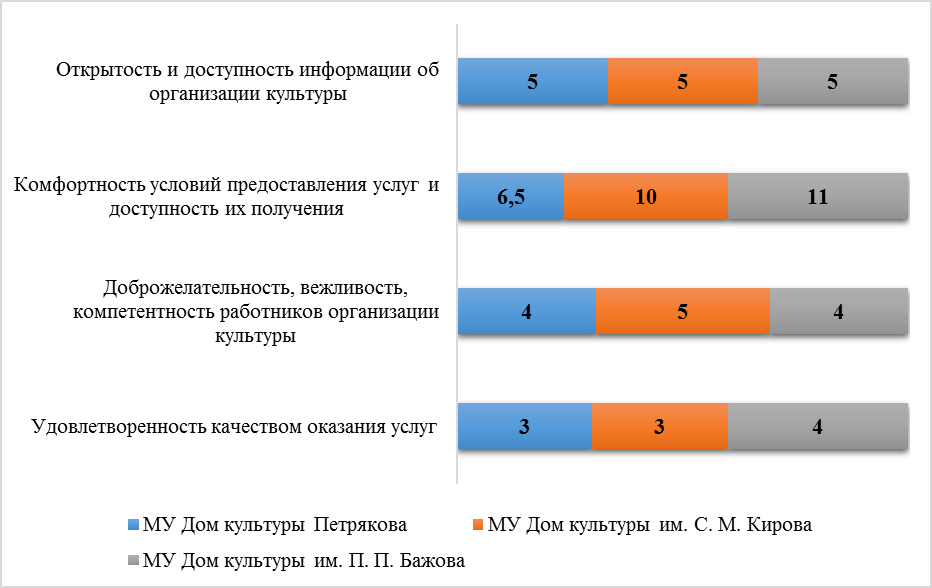 Открытость и доступность информации об
организации культуры
5 5 5
Комфортность условий предоставления услуг и
доступность их получения
6,5 10 11
Доброжелательность, вежливость,
компетентность работников организации
культуры
4 5 4
Удовлетворенность качеством оказания услуг
3 3 4
МУ Дом культуры Петрякова
МУ Дом культуры им. С. М. Кирова
МУ Дом культуры им. П. П. Бажова